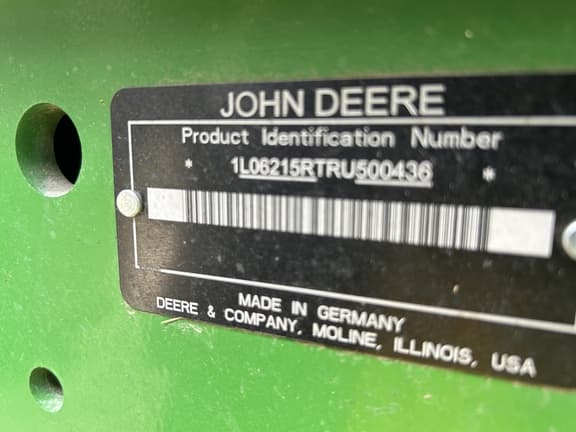 JOHN DEERE
Product Identification Number
* 1L06215RTRU500436 *
MADE IN GERMANY
DEERE & COMPANY, MOLINE, ILLINOIS, USA